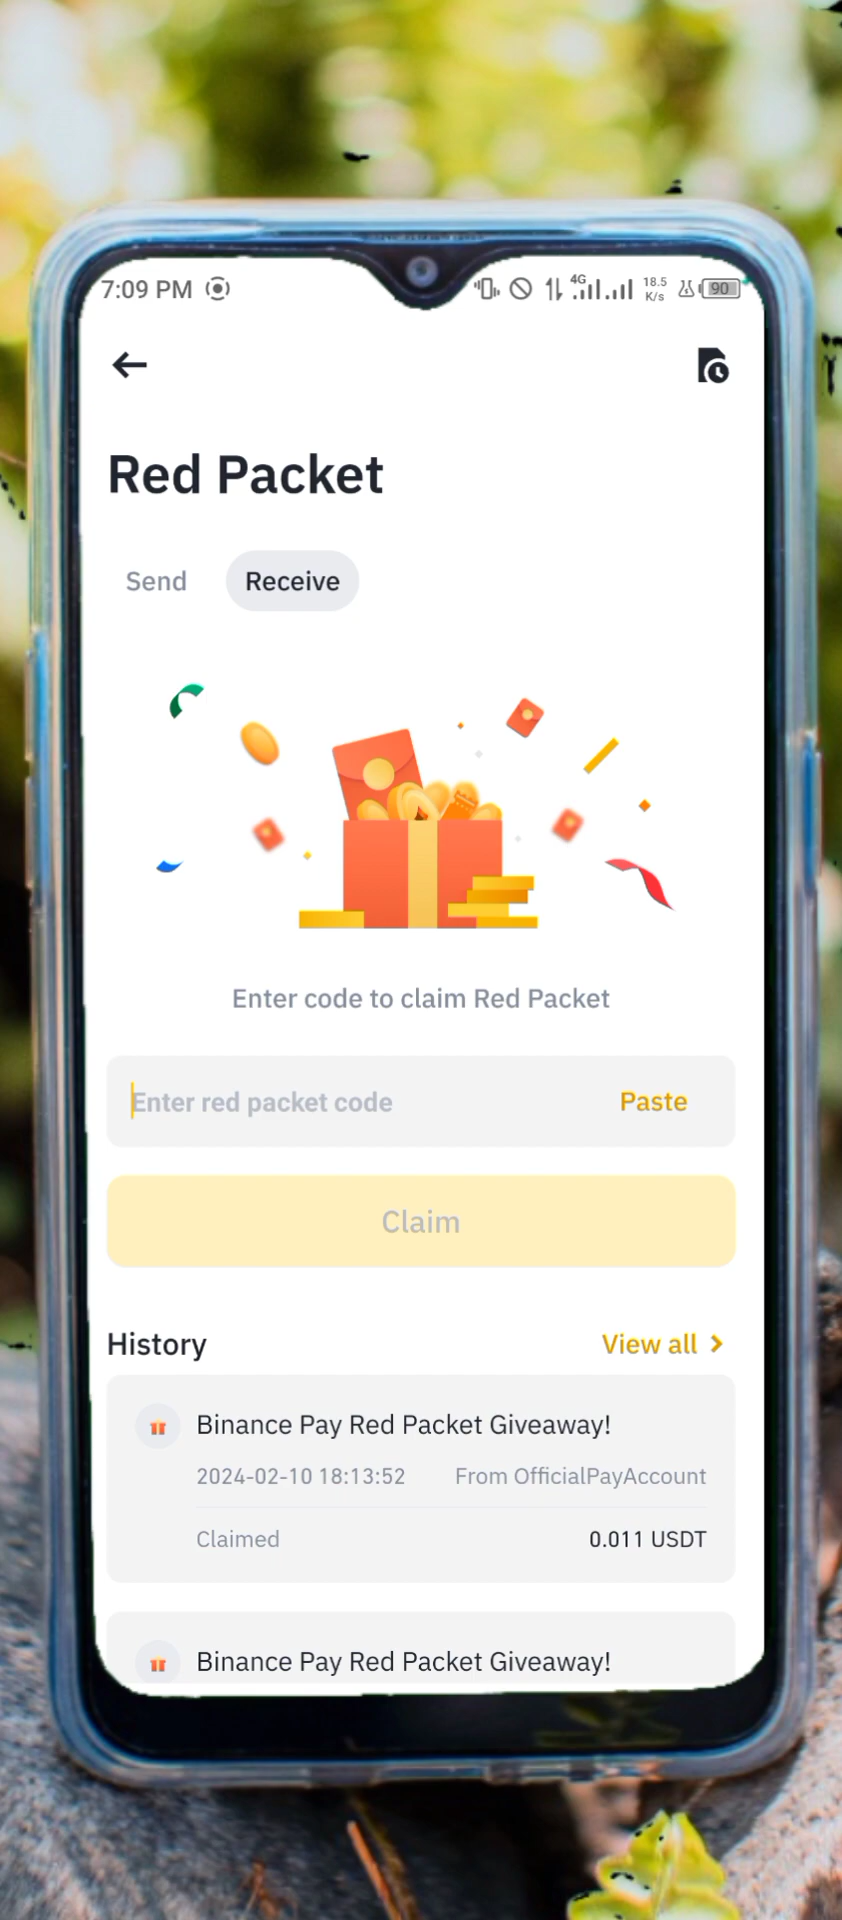 7:09 PM 4G 18.5 K/s 90
Red Packet
Send Receive
Enter code to claim Red Packet
Enter red packet code Paste
Claim
History View all
Binance Pay Red Packet Giveaway!
2024-02-10 18:13:52 From OfficialPayAccount
Claimed 0.011 USDT
Binance Pay Red Packet Giveaway!